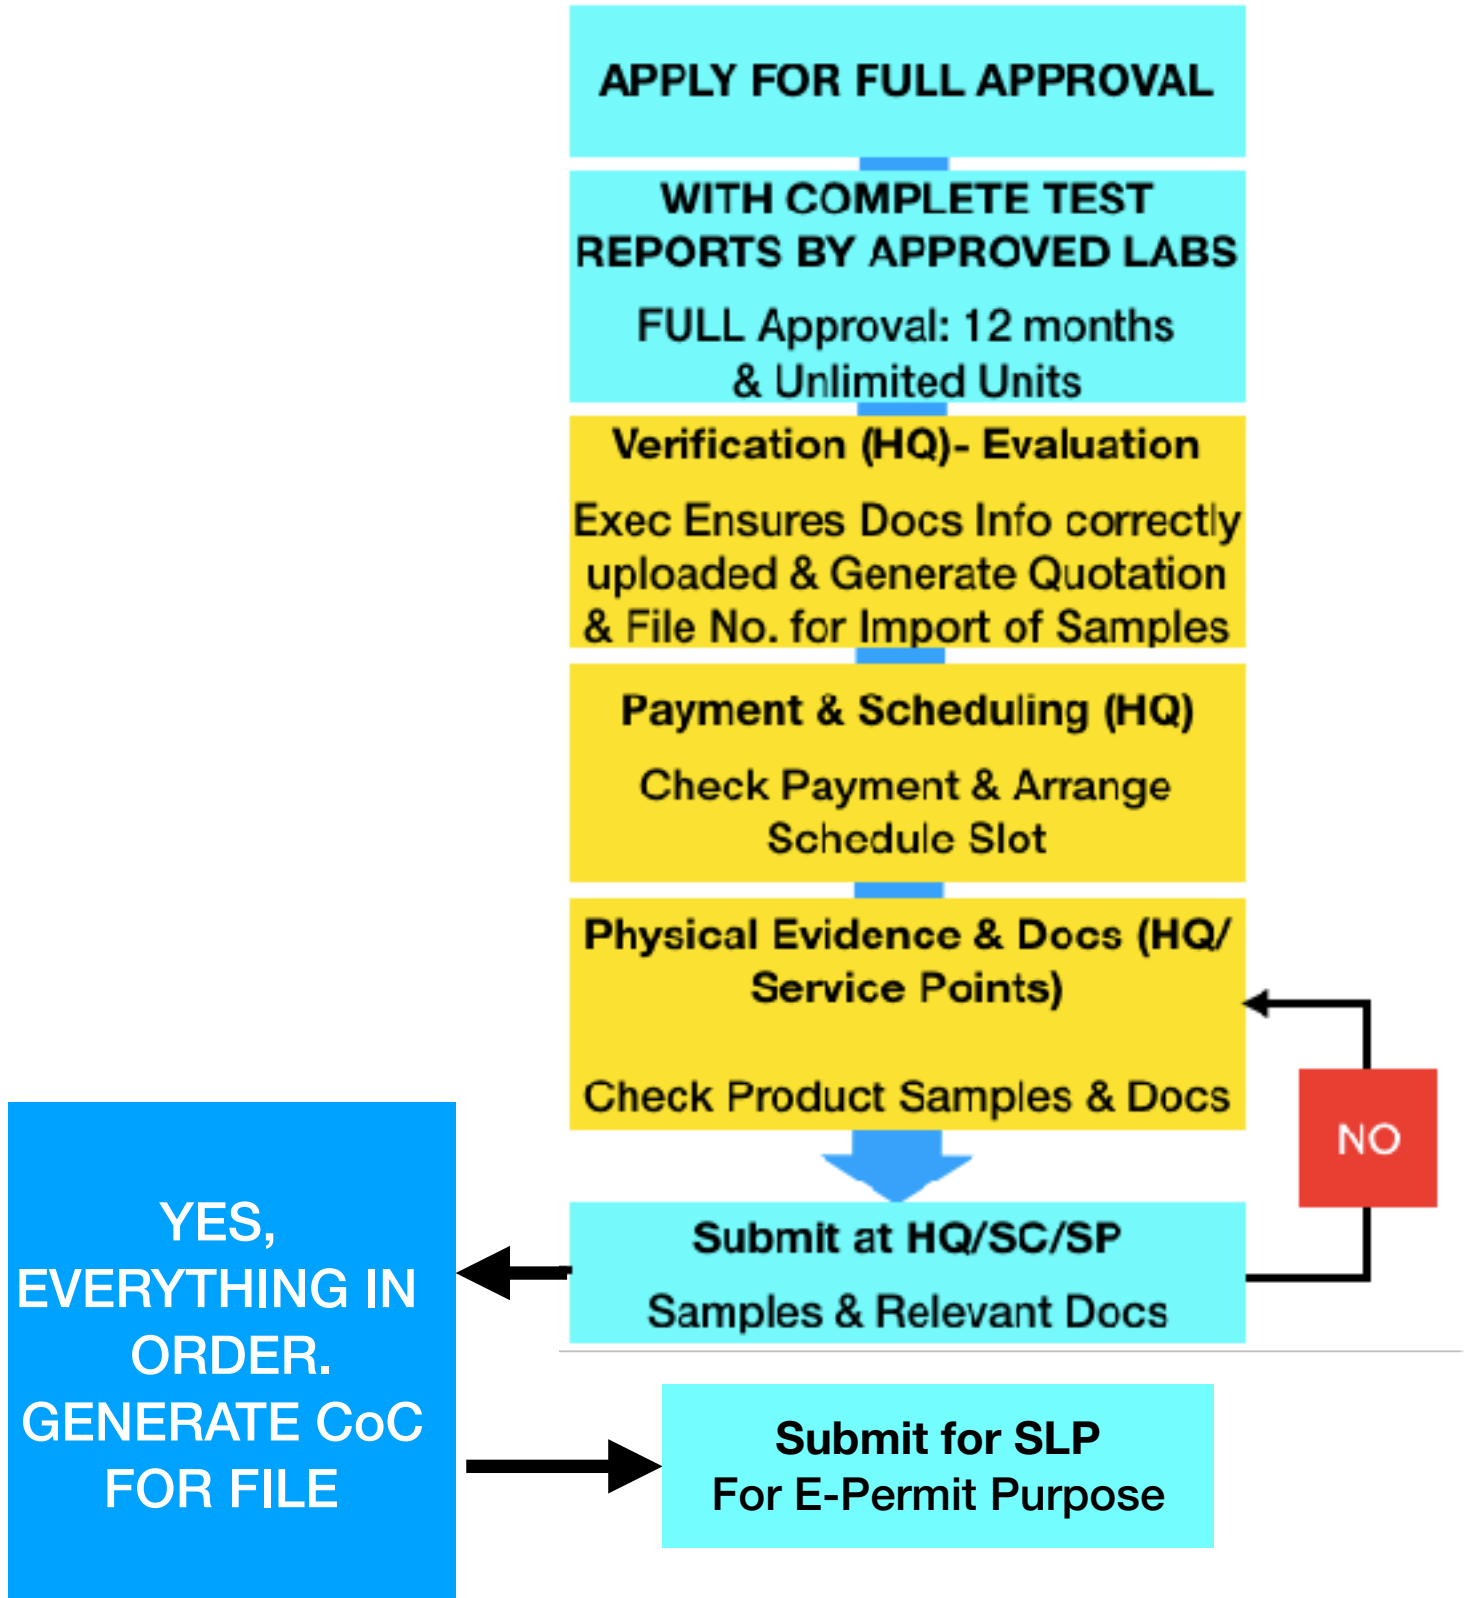 APPLY FOR FULL APPROVAL
WITH COMPLETE TEST
REPORTS BY APPROVED LABS
FULL Approval: 12 months
& Unlimited Units
Verification (HQ)- Evaluation
Exec Ensures Docs Info correctly
uploaded & Generate Quotation
& File No. for Import of Samples
Payment & Scheduling (HQ)
Check Payment & Arrange
Schedule Slot
Physical Evidence & Docs (HQ/
Service Points)
Check Product Samples & Docs
NO
Submit at HQ/SC/SP
Samples & Relevant Docs
YES,
EVERYTHING IN
ORDER.
GENERATE CoC
FOR FILE
Submit for SLP
For E-Permit Purpose